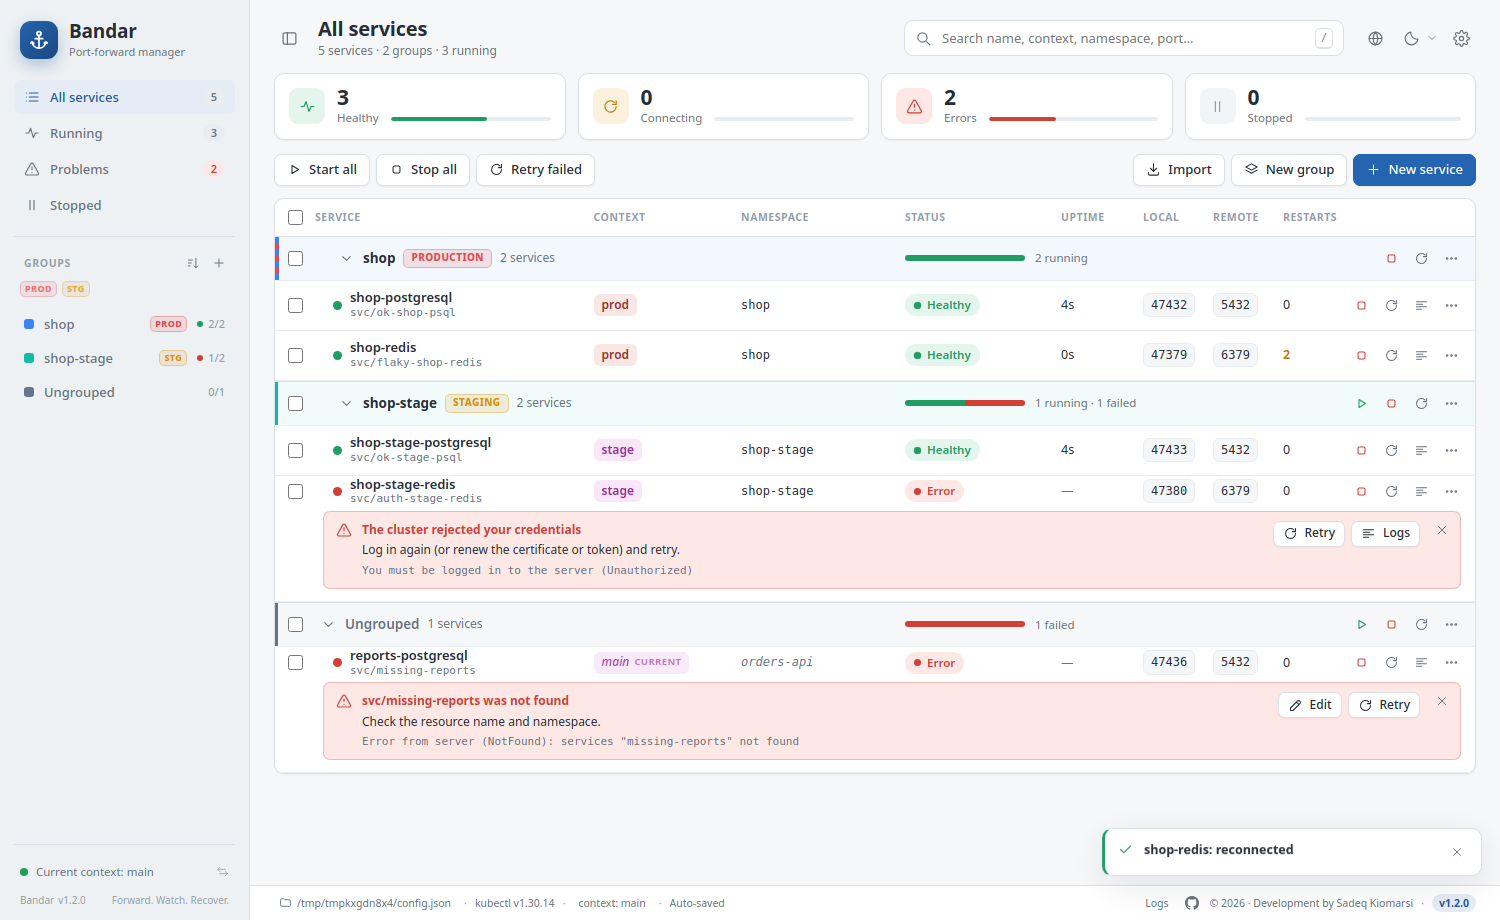 Bandar
Port-forward manager
All services 5
Running 3
Problems 2
Stopped
GROUPS
PROD STG
shop PROD 2/2
shop-stage STG 1/2
Ungrouped 0/1
Current context: main
Bandar v1.2.0 Forward. Watch. Recover.
All services
5 services · 2 groups · 3 running
Search name, context, namespace, port... /
3
Healthy
0
Connecting
2
Errors
0
Stopped
Start all Stop all Retry failed Import New group New service
SERVICE CONTEXT NAMESPACE STATUS UPTIME LOCAL REMOTE RESTARTS
shop PRODUCTION 2 services 2 running
shop-postgresql
svc/ok-shop-psql
prod shop Healthy 4s 47432 5432 0
shop-redis
svc/flaky-shop-redis
prod shop Healthy 0s 47379 6379 2
shop-stage STAGING 2 services 1 running · 1 failed
shop-stage-postgresql
svc/ok-stage-psql
stage shop-stage Healthy 4s 47433 5432 0
shop-stage-redis
svc/auth-stage-redis
stage shop-stage Error — 47380 6379 0
The cluster rejected your credentials
Log in again (or renew the certificate or token) and retry.
You must be logged in to the server (Unauthorized)
Retry Logs
Ungrouped 1 services 1 failed
reports-postgresql
svc/missing-reports
main CURRENT orders-api Error — 47436 5432 0
svc/missing-reports was not found
Check the resource name and namespace.
Error from server (NotFound): services "missing-reports" not found
Edit Retry
shop-redis: reconnected
/tmp/tmpkxgdn8x4/config.json · kubectl v1.30.14 · context: main · Auto-saved
Logs © 2026 · Development by Sadeq Kiomarsi · v1.2.0